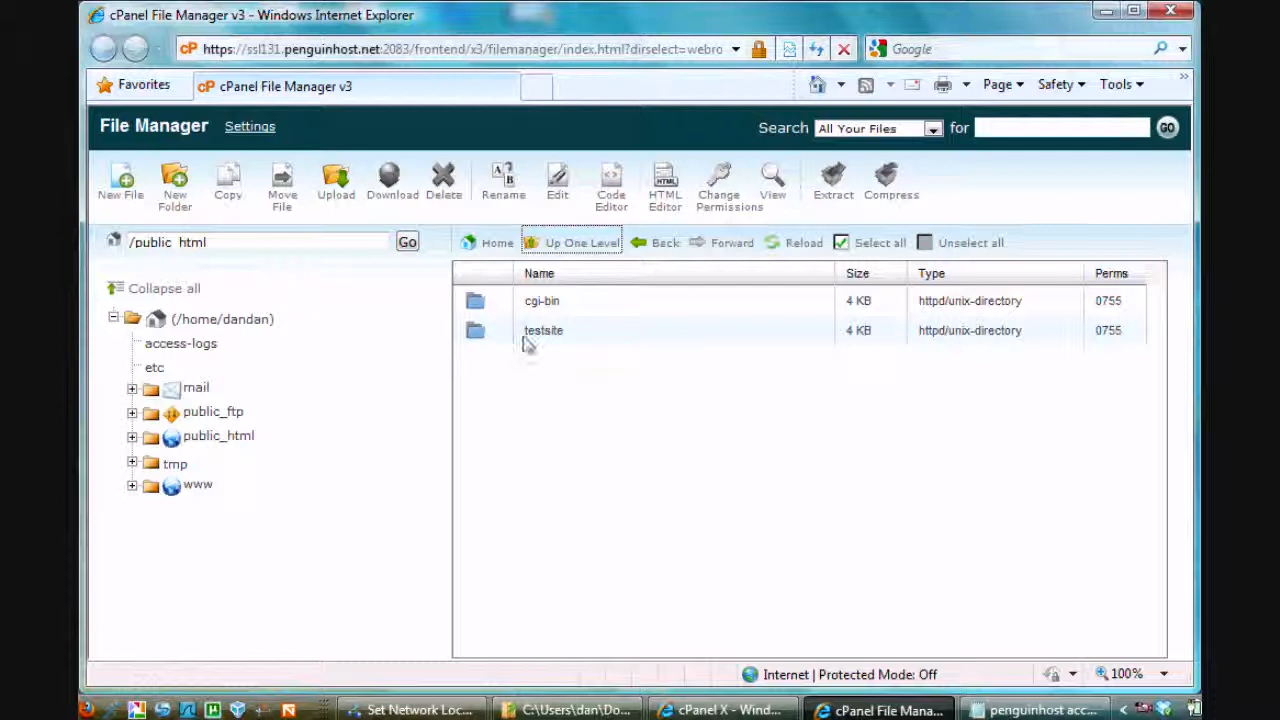 cPanel File Manager v3 - Windows Internet Explorer
https://ssl131.penguinhost.net:2083/frontend/x3/filemanager/index.html?dirselect=webro
Google
Favorites
cPanel File Manager v3
Page
Safety
Tools
File Manager
Settings
Search
All Your Files
for
GO
New File
New Folder
Copy
Move File
Upload
Download
Delete
Rename
Edit
Code Editor
HTML Editor
Change Permissions
View
Extract
Compress
/public_html
Go
Home
Up One Level
Back
Forward
Reload
Select all
Unselect all
Collapse all
(/home/dandan)
access-logs
etc
mail
public_ftp
public_html
tmp
www
Name Size Type Perms
cgi-bin 4 KB httpd/unix-directory 0755
testsite 4 KB httpd/unix-directory 0755
Internet | Protected Mode: Off
100%
Set Network Loc...
C:\Users\dan\Do...
cPanel X - Wind...
cPanel File Mana...
penguinhost acc...